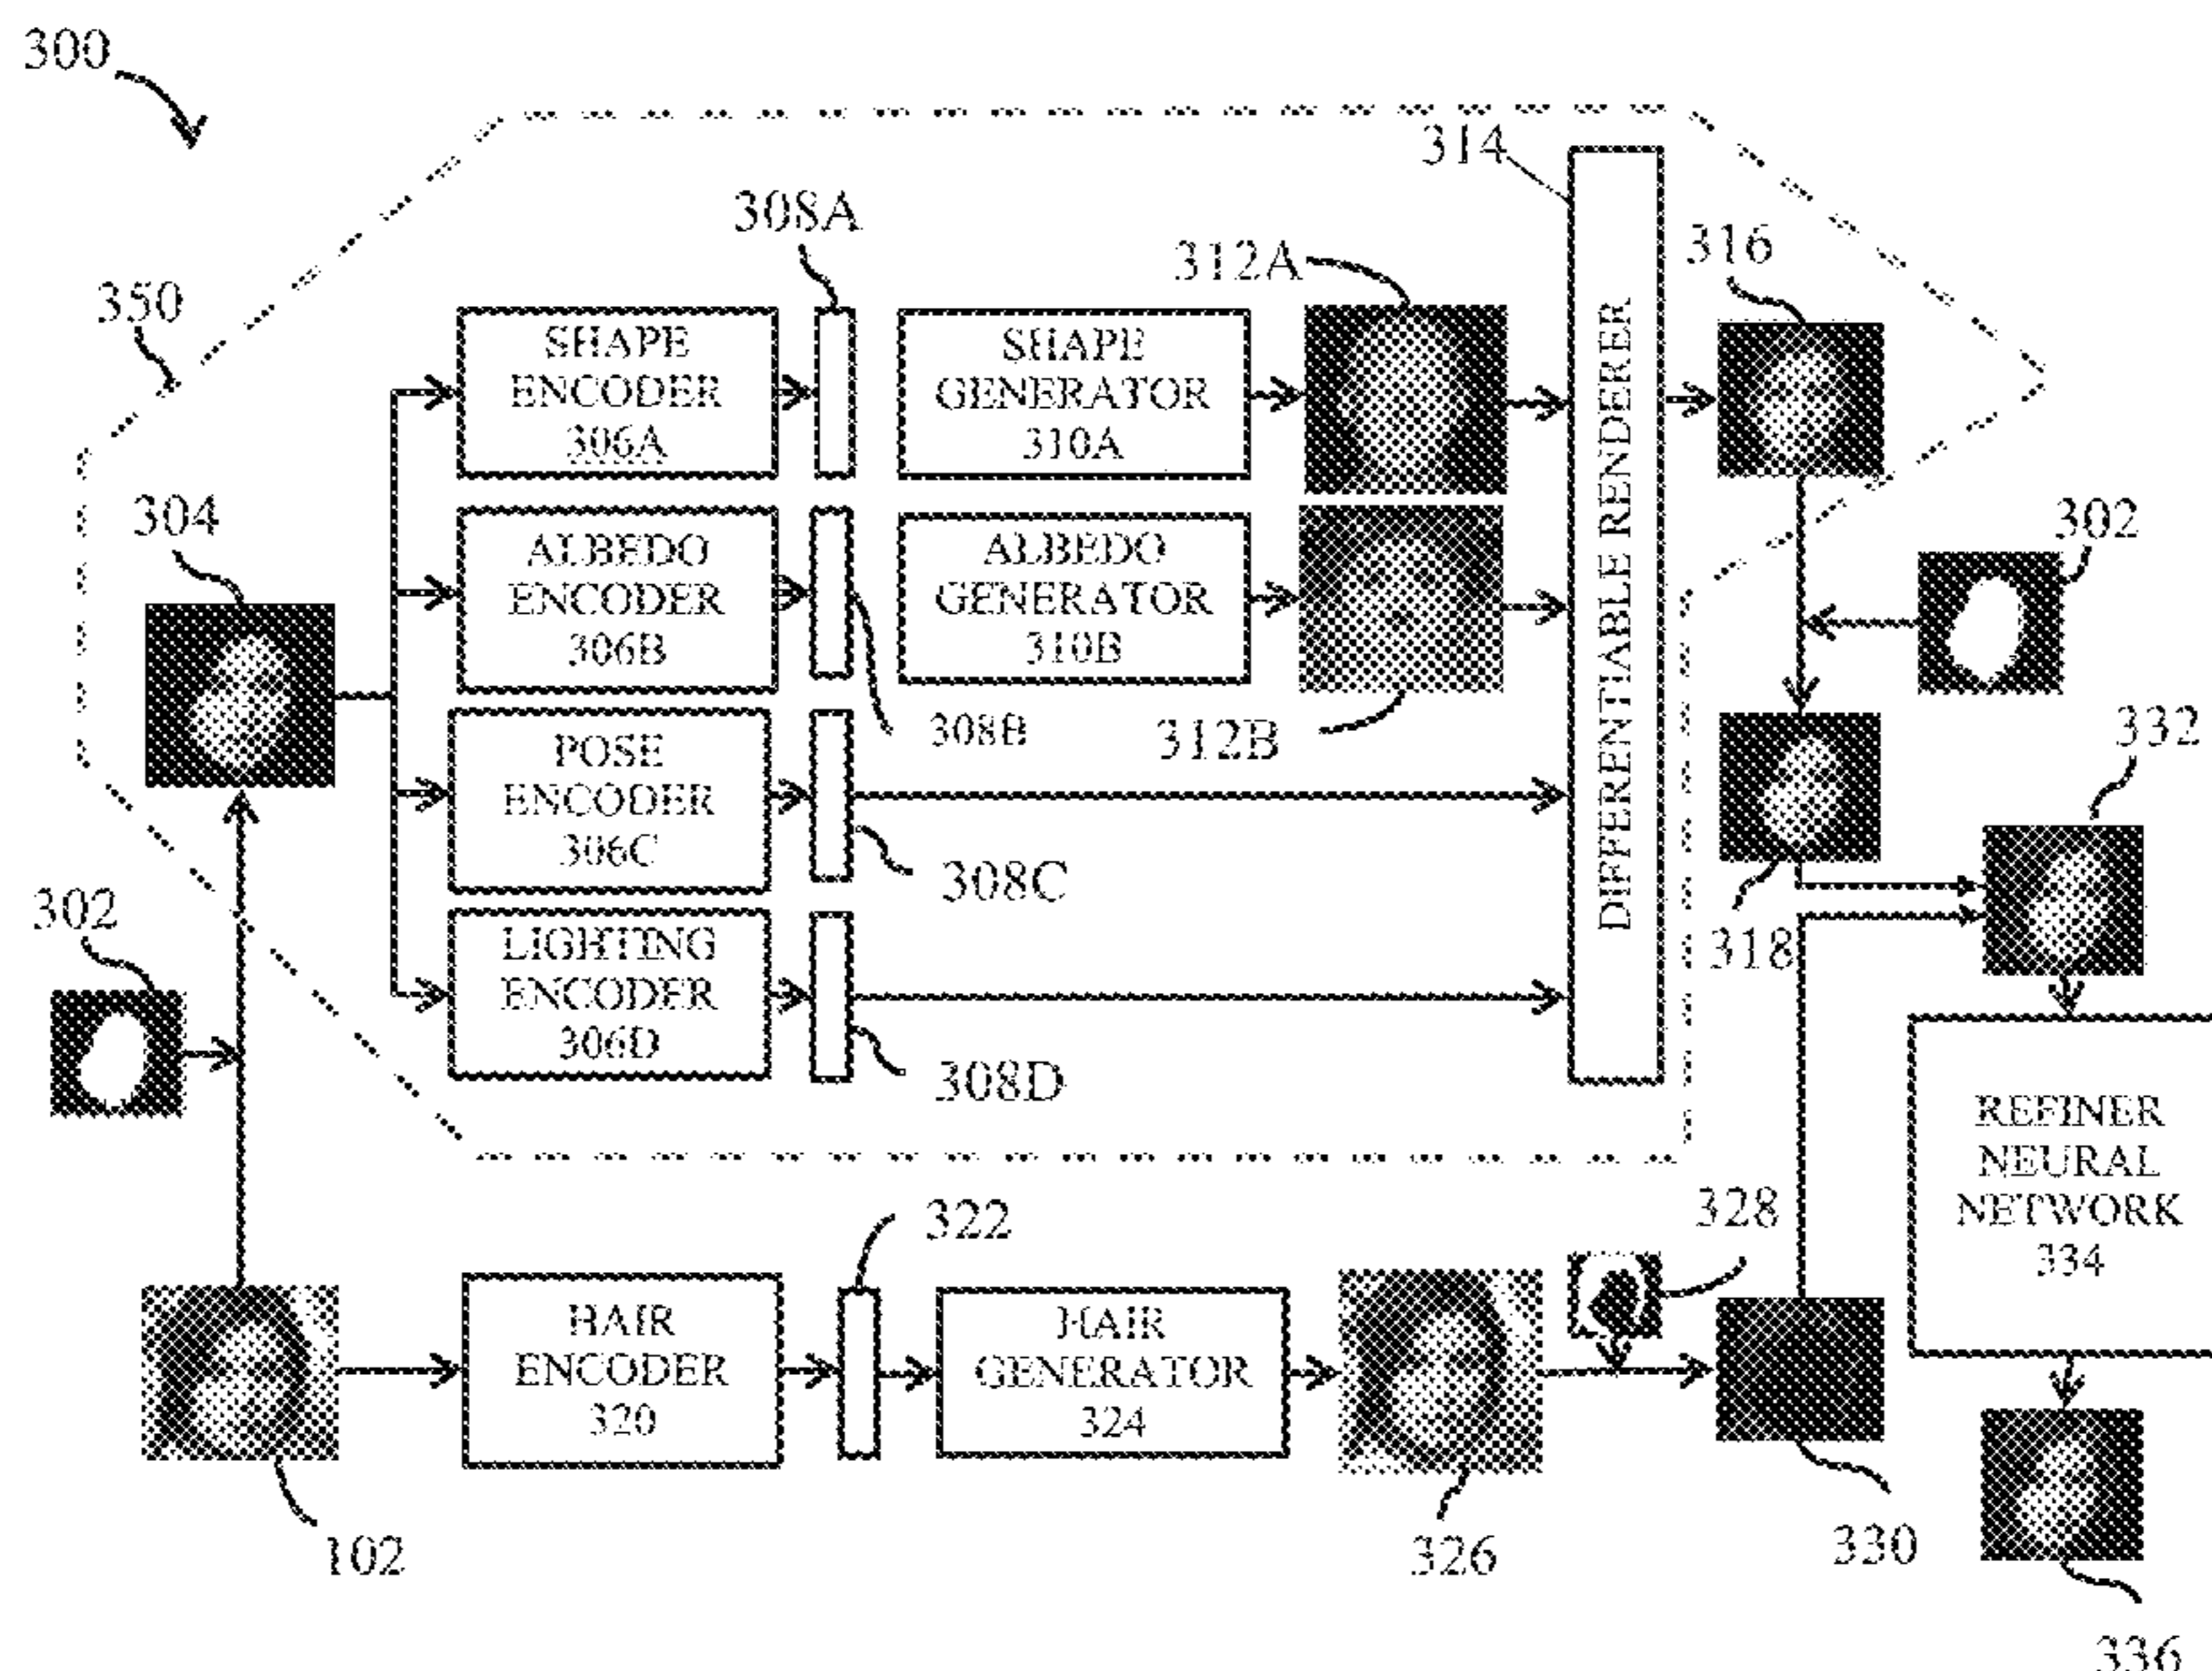 300
314
308A
312A
316
350
SHAPE
ENCODER
306A
SHAPE
GENERATOR
310A
DIFFERENTIABLE RENDERER
304
302
ALBEDO
ENCODER
306B
ALBEDO
GENERATOR
310B
308B
312B
332
POSE
ENCODER
306C
308C
302
318
LIGHTING
ENCODER
306D
308D
REFINER
NEURAL
NETWORK
334
322
328
HAIR
ENCODER
320
HAIR
GENERATOR
324
102
326
330
336